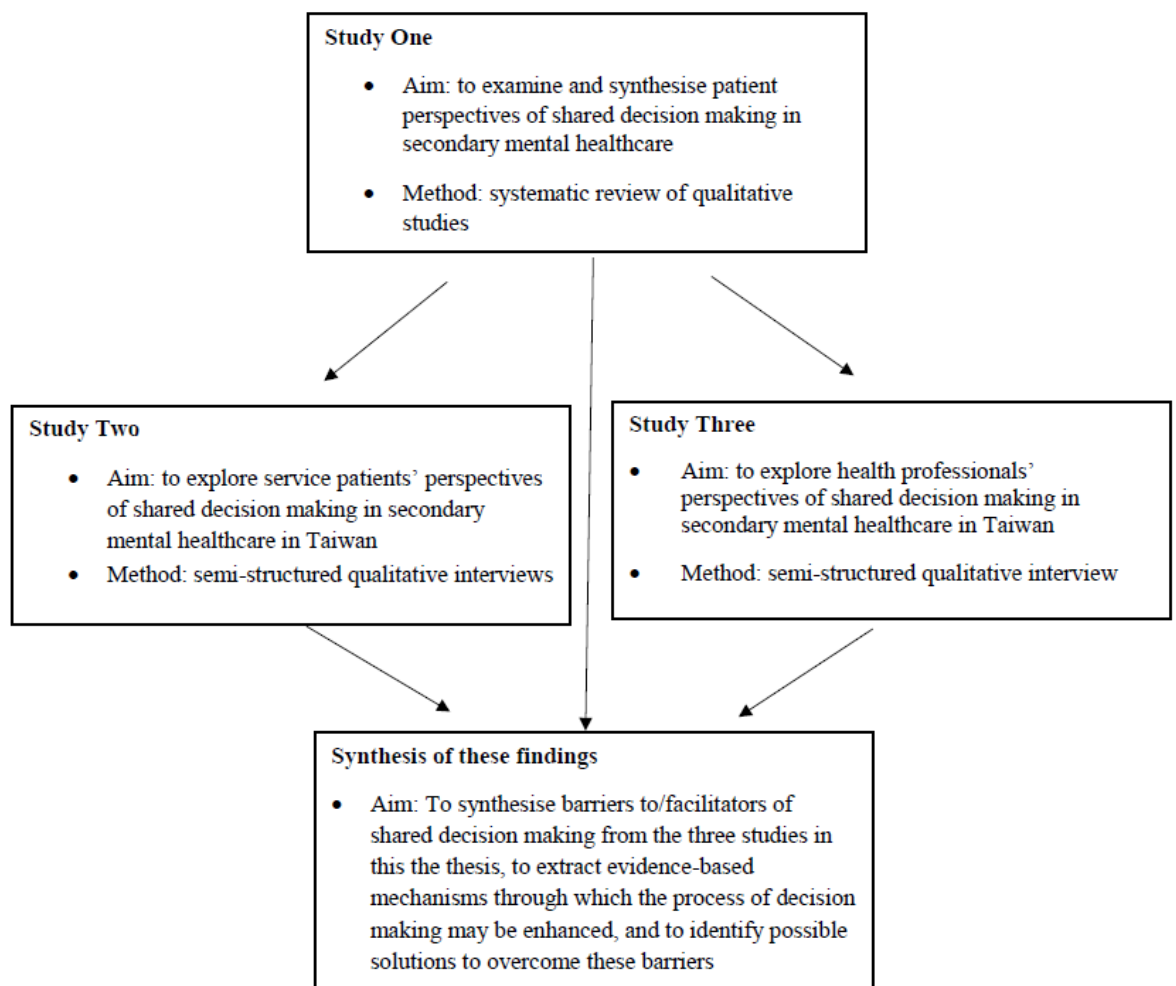 Study One
• Aim: to examine and synthesise patient
perspectives of shared decision making in
secondary mental healthcare
• Method: systematic review of qualitative
studies
Study Two
• Aim: to explore service patients’ perspectives
of shared decision making in secondary
mental healthcare in Taiwan
• Method: semi-structured qualitative interviews
Study Three
• Aim: to explore health professionals’
perspectives of shared decision making in
secondary mental healthcare in Taiwan
• Method: semi-structured qualitative interview
Synthesis of these findings
• Aim: To synthesise barriers to/facilitators of
shared decision making from the three studies in
this the thesis, to extract evidence-based
mechanisms through which the process of decision
making may be enhanced, and to identify possible
solutions to overcome these barriers